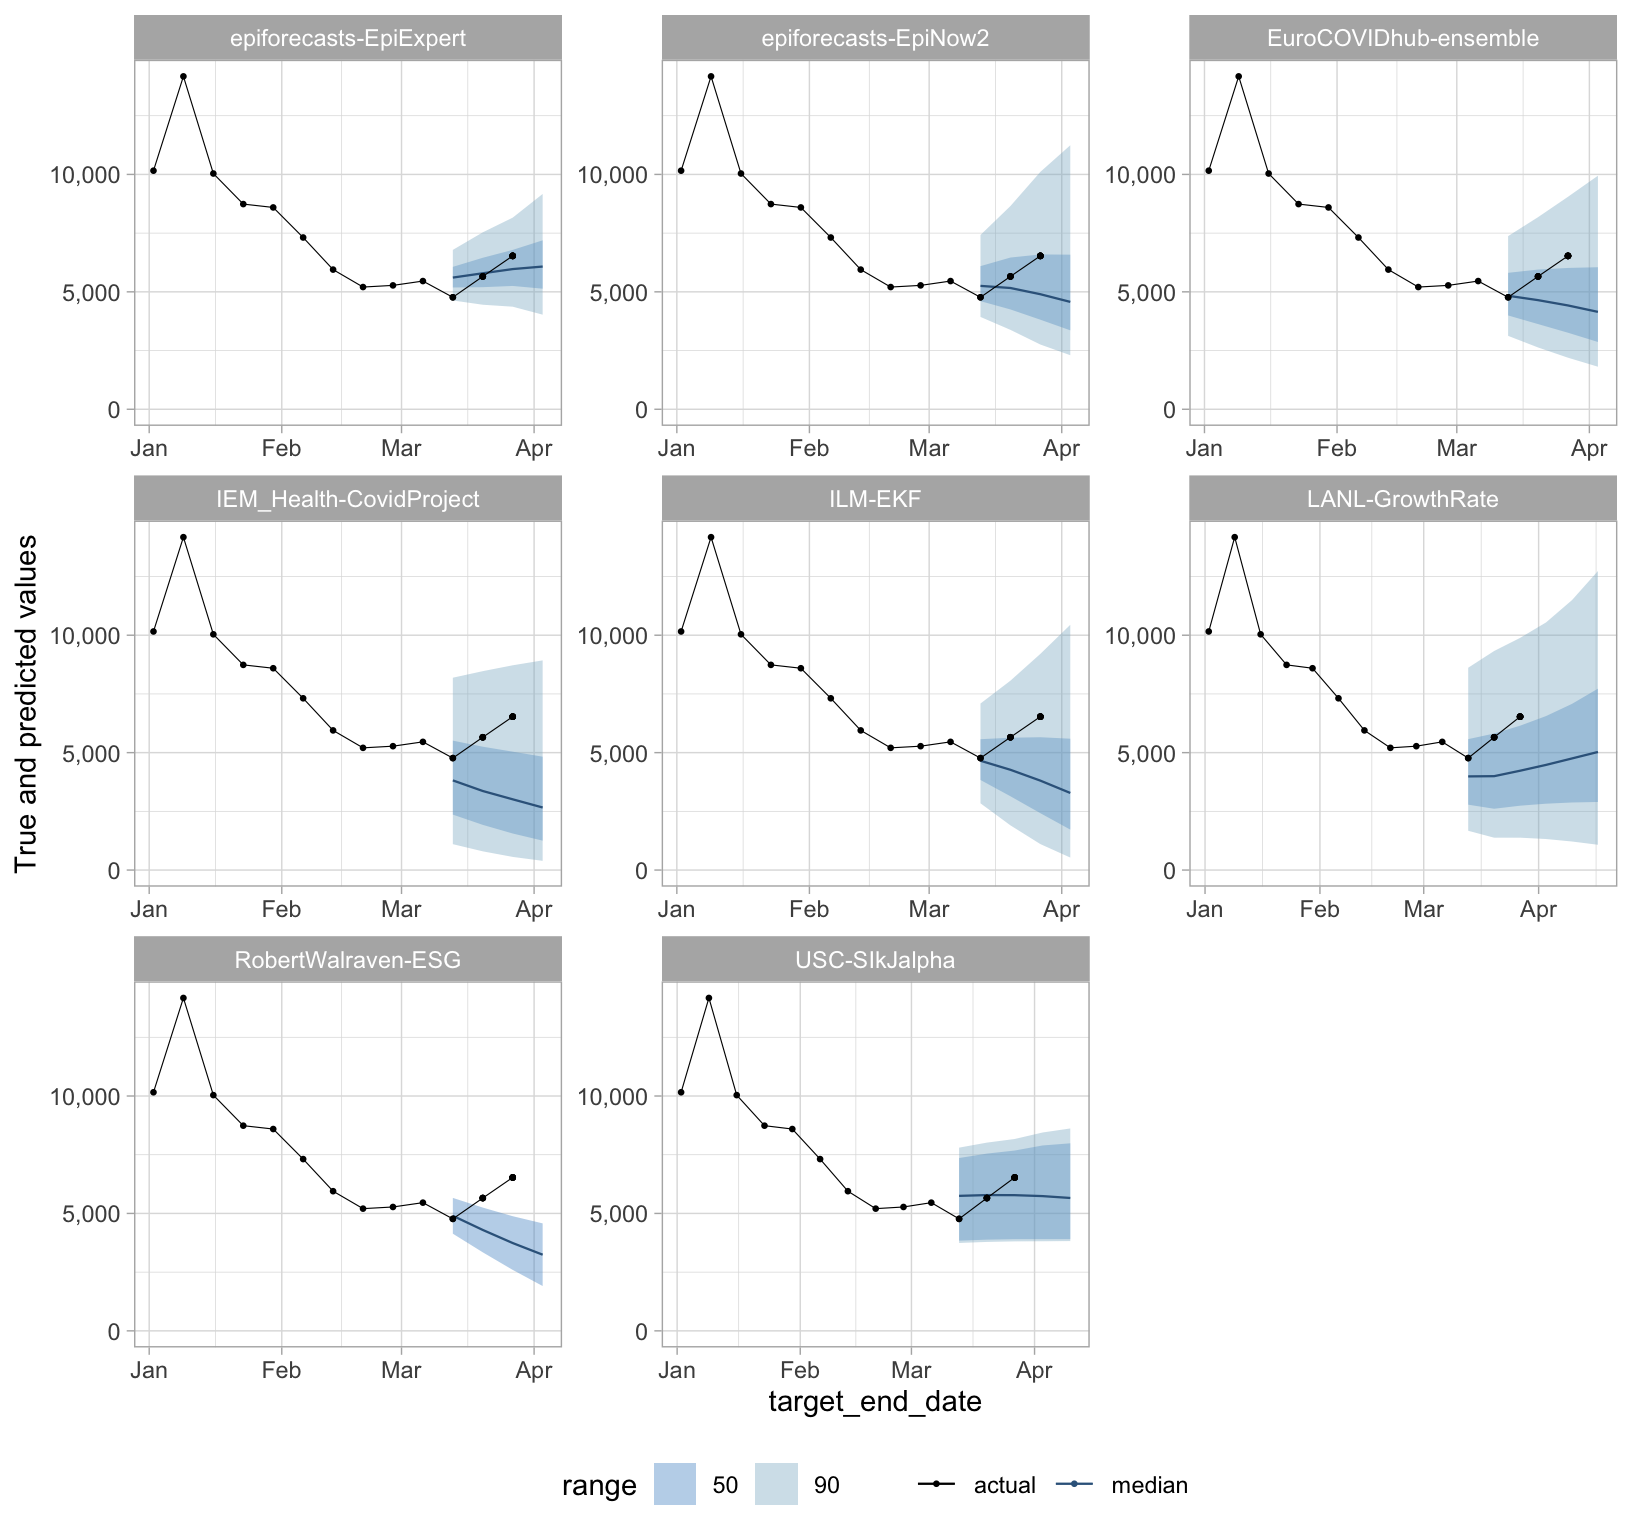 epiforecasts-EpiExpert epiforecasts-EpiNow2 EuroCOVIDhub-ensemble
10,000 10,000 10,000
5,000 5,000 5,000
0 0 0
Jan Feb Mar Apr Jan Feb Mar Apr Jan Feb Mar Apr
IEM_Health-CovidProject ILM-EKF LANL-GrowthRate
True and predicted values
10,000 10,000 10,000
5,000 5,000 5,000
0 0 0
Jan Feb Mar Apr Jan Feb Mar Apr Jan Feb Mar Apr
RobertWalraven-ESG USC-SIkJalpha
10,000 10,000
5,000 5,000
0 0
Jan Feb Mar Apr Jan Feb Mar Apr
target_end_date
range 50 90 actual median